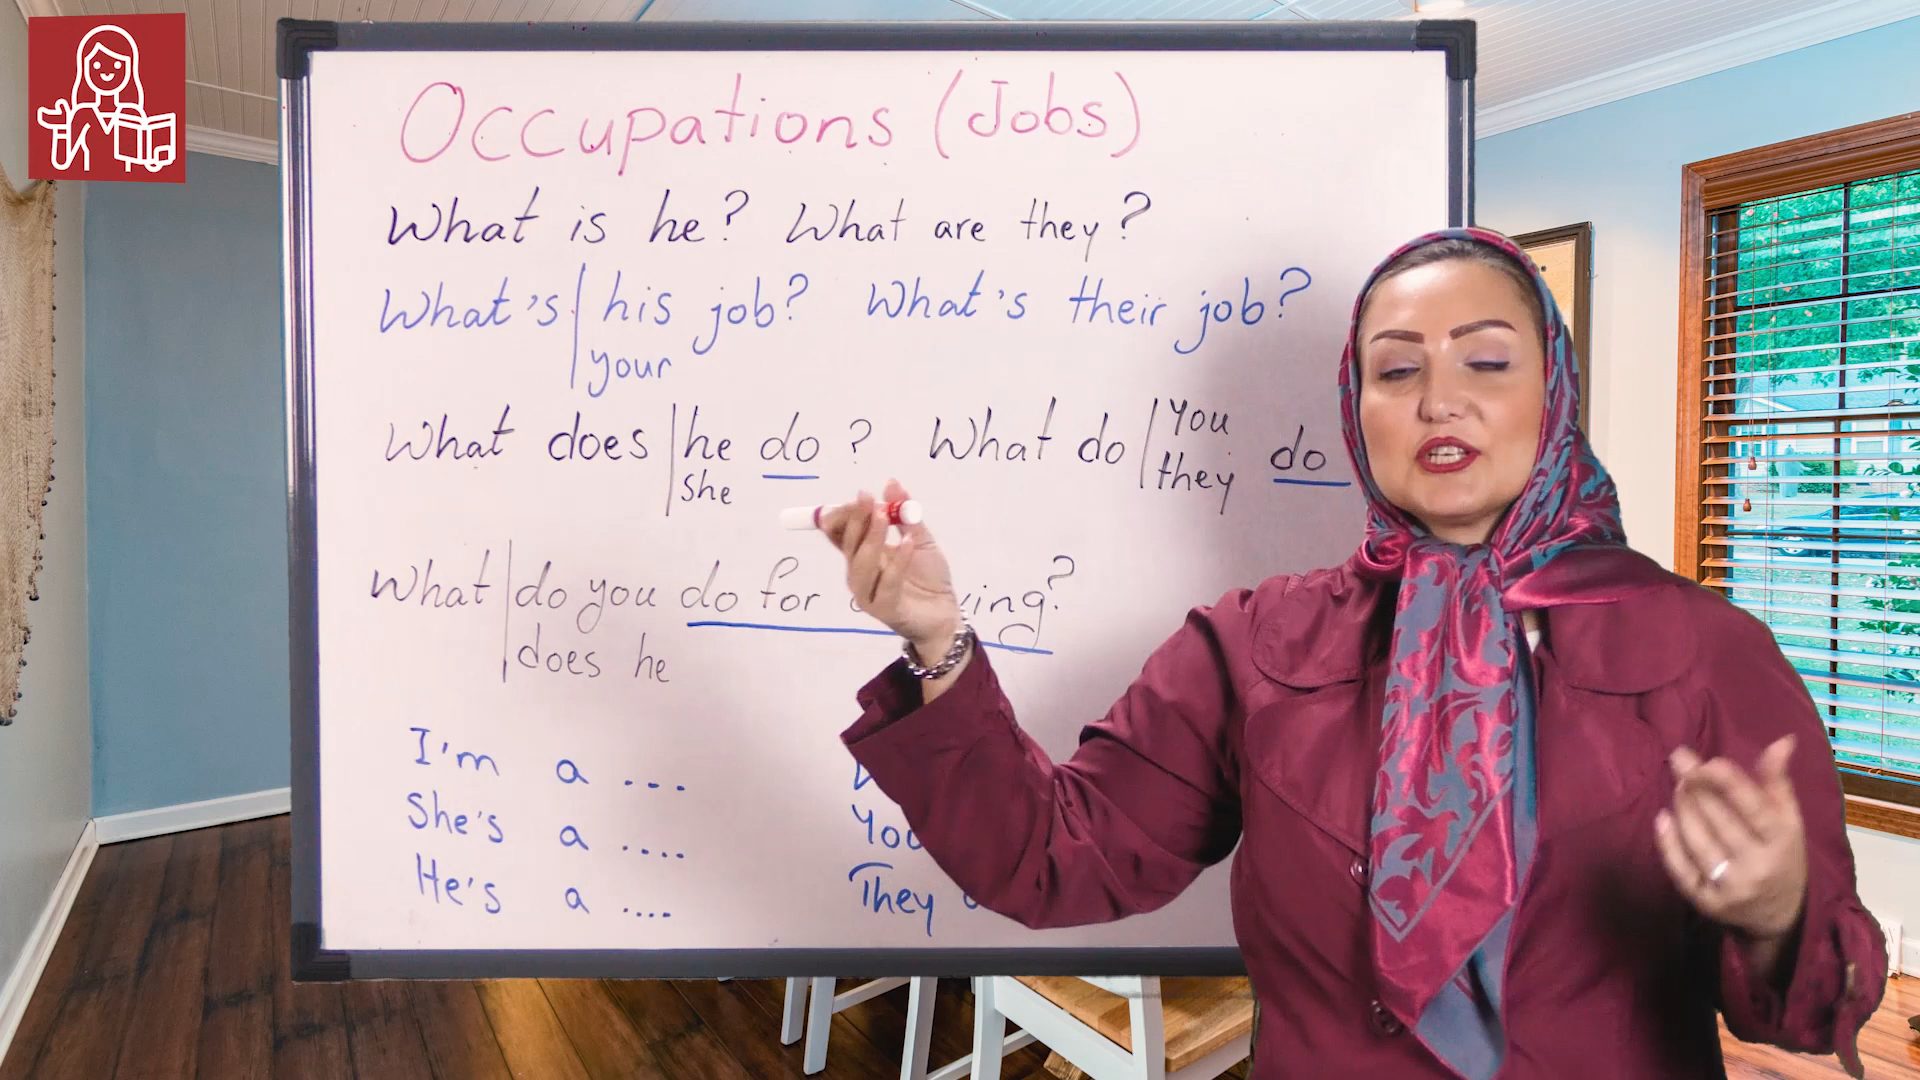 Occupations (Jobs)
What is he? What are they?
What's | his job? What's their job?
your
What does | he do ? What do | you do
she they
What | do you do for
does he
I'm a ...
She's a ....
He's a ....
They